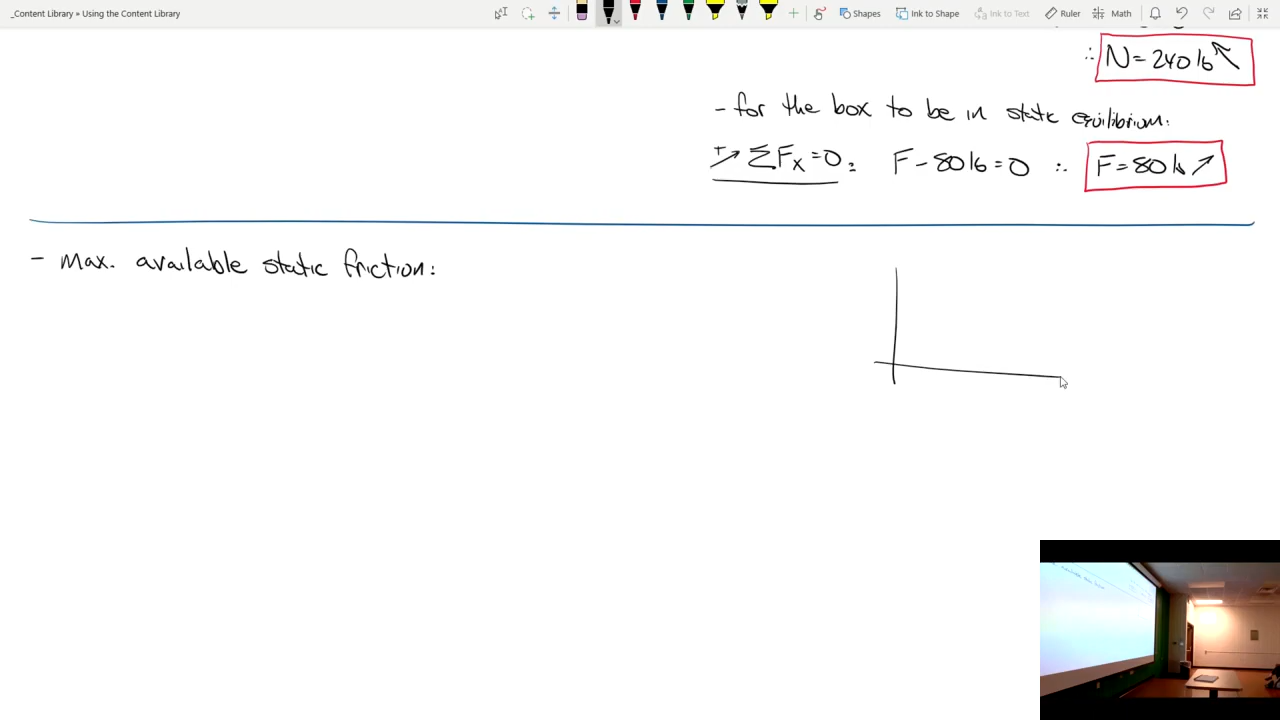 _Content Library » Using the Content Library
Shapes
Ink to Shape
Ink to Text
Ruler
Math
∴ N = 240 lb ↖
- for the box to be in static equilibrium:
+↗ ΣFx = 0: F - 80 lb = 0 ∴ F = 80 lb ↗
- max. available static friction: